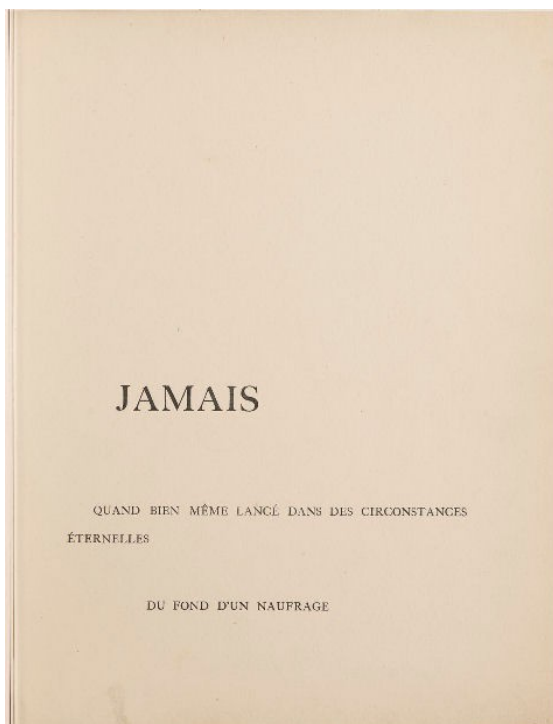 JAMAIS
QUAND BIEN MÊME LANCÉ DANS DES CIRCONSTANCES
ÉTERNELLES
DU FOND D'UN NAUFRAGE